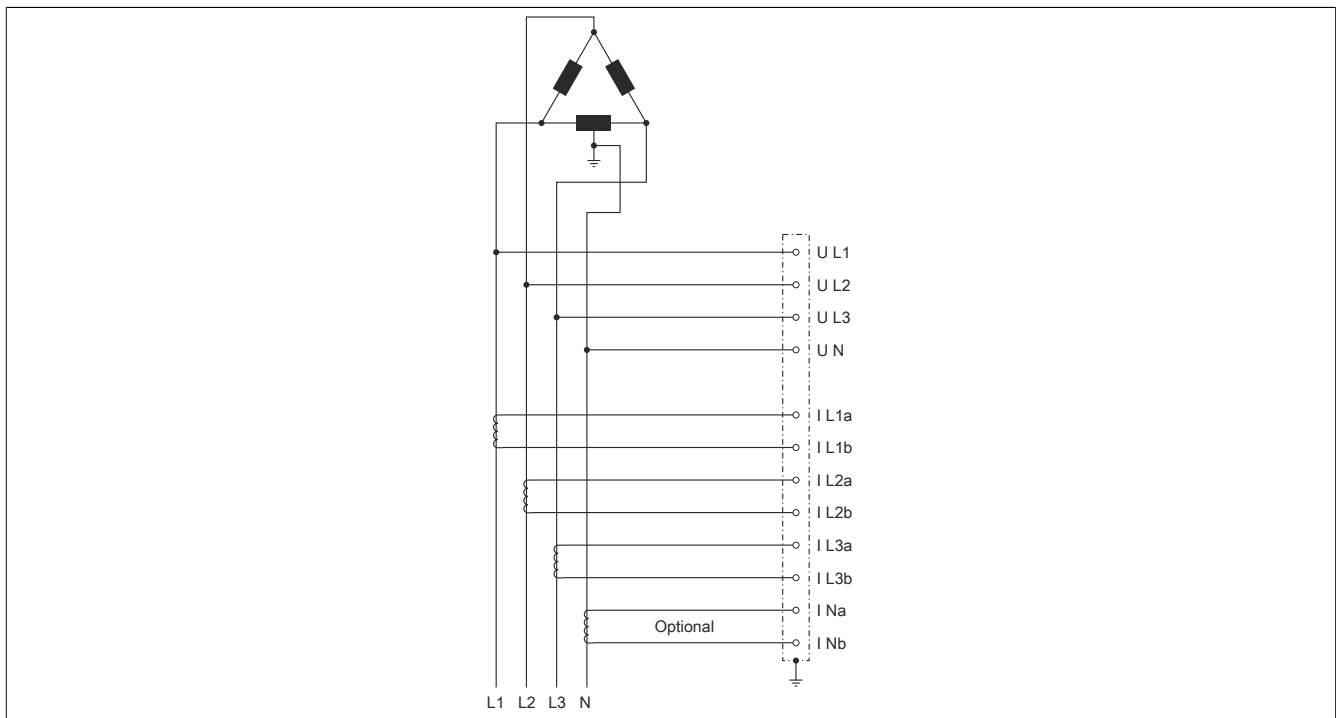 U L1
U L2
U L3
U N
I L1a
I L1b
I L2a
I L2b
I L3a
I L3b
I Na
Optional
I Nb
L1 L2 L3 N